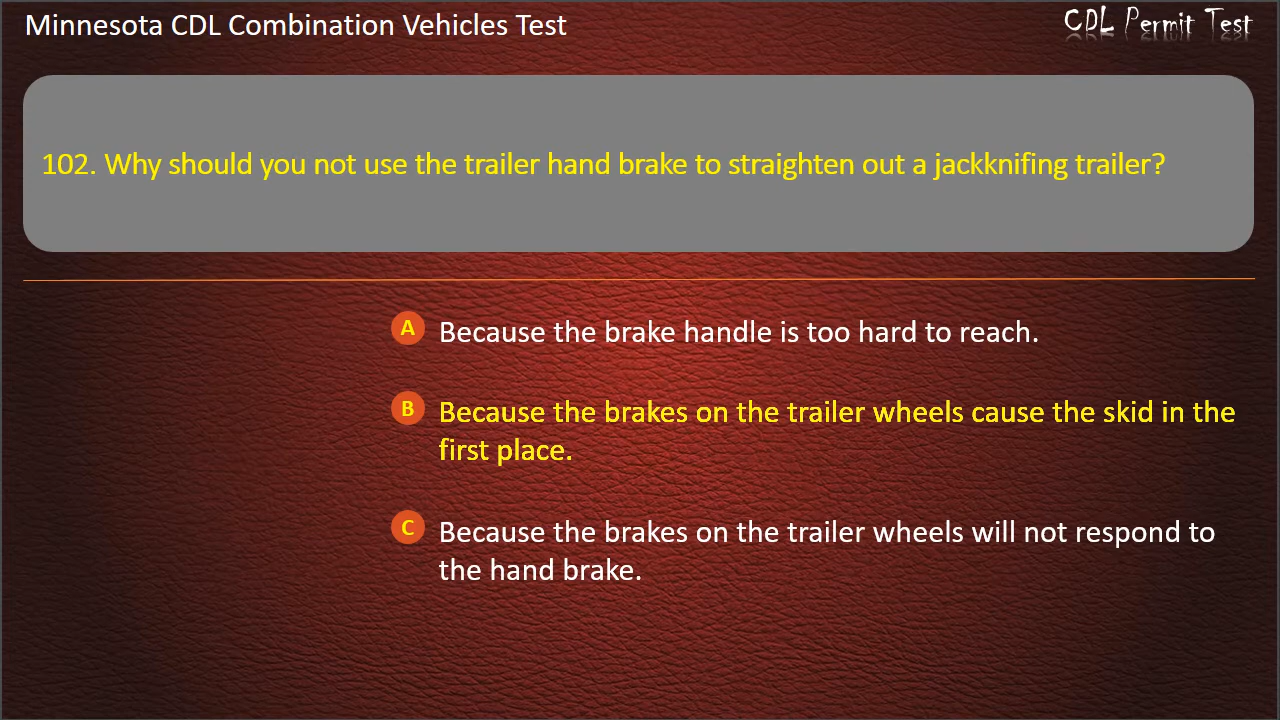 Minnesota CDL Combination Vehicles Test
CDL Permit Test
102. Why should you not use the trailer hand brake to straighten out a jackknifing trailer?
A Because the brake handle is too hard to reach.
B Because the brakes on the trailer wheels cause the skid in the
first place.
C Because the brakes on the trailer wheels will not respond to
the hand brake.